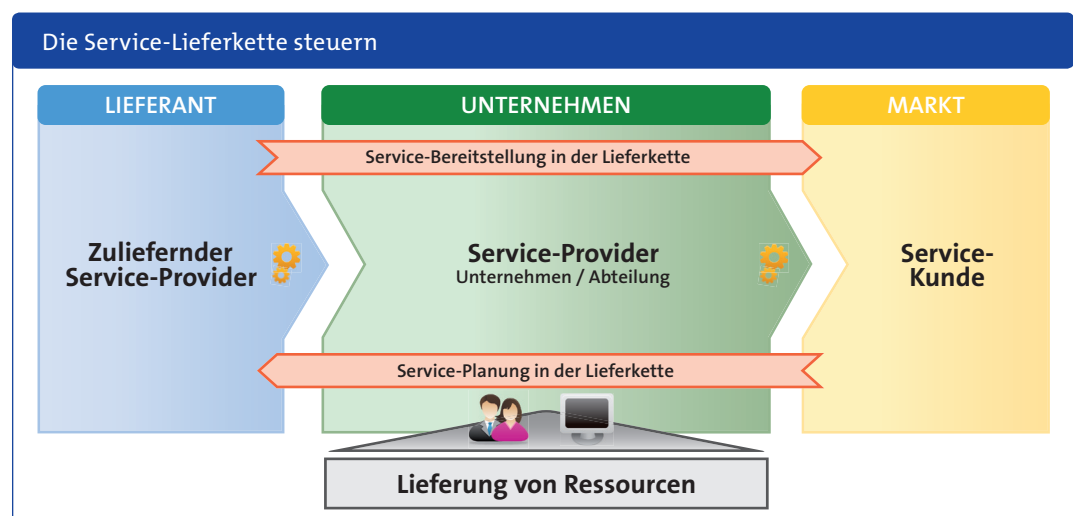 Die Service-Lieferkette steuern
LIEFERANT
UNTERNEHMEN
MARKT
Service-Bereitstellung in der Lieferkette
Zuliefernder
Service-Provider
Service-Provider
Unternehmen / Abteilung
Service-
Kunde
Service-Planung in der Lieferkette
Lieferung von Ressourcen